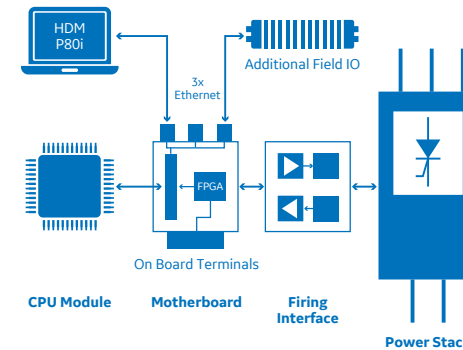 HDM
P80i
Additional Field IO
3x
Ethernet
FPGA
On Board Terminals
CPU Module
Motherboard
Firing
Interface
Power Stac